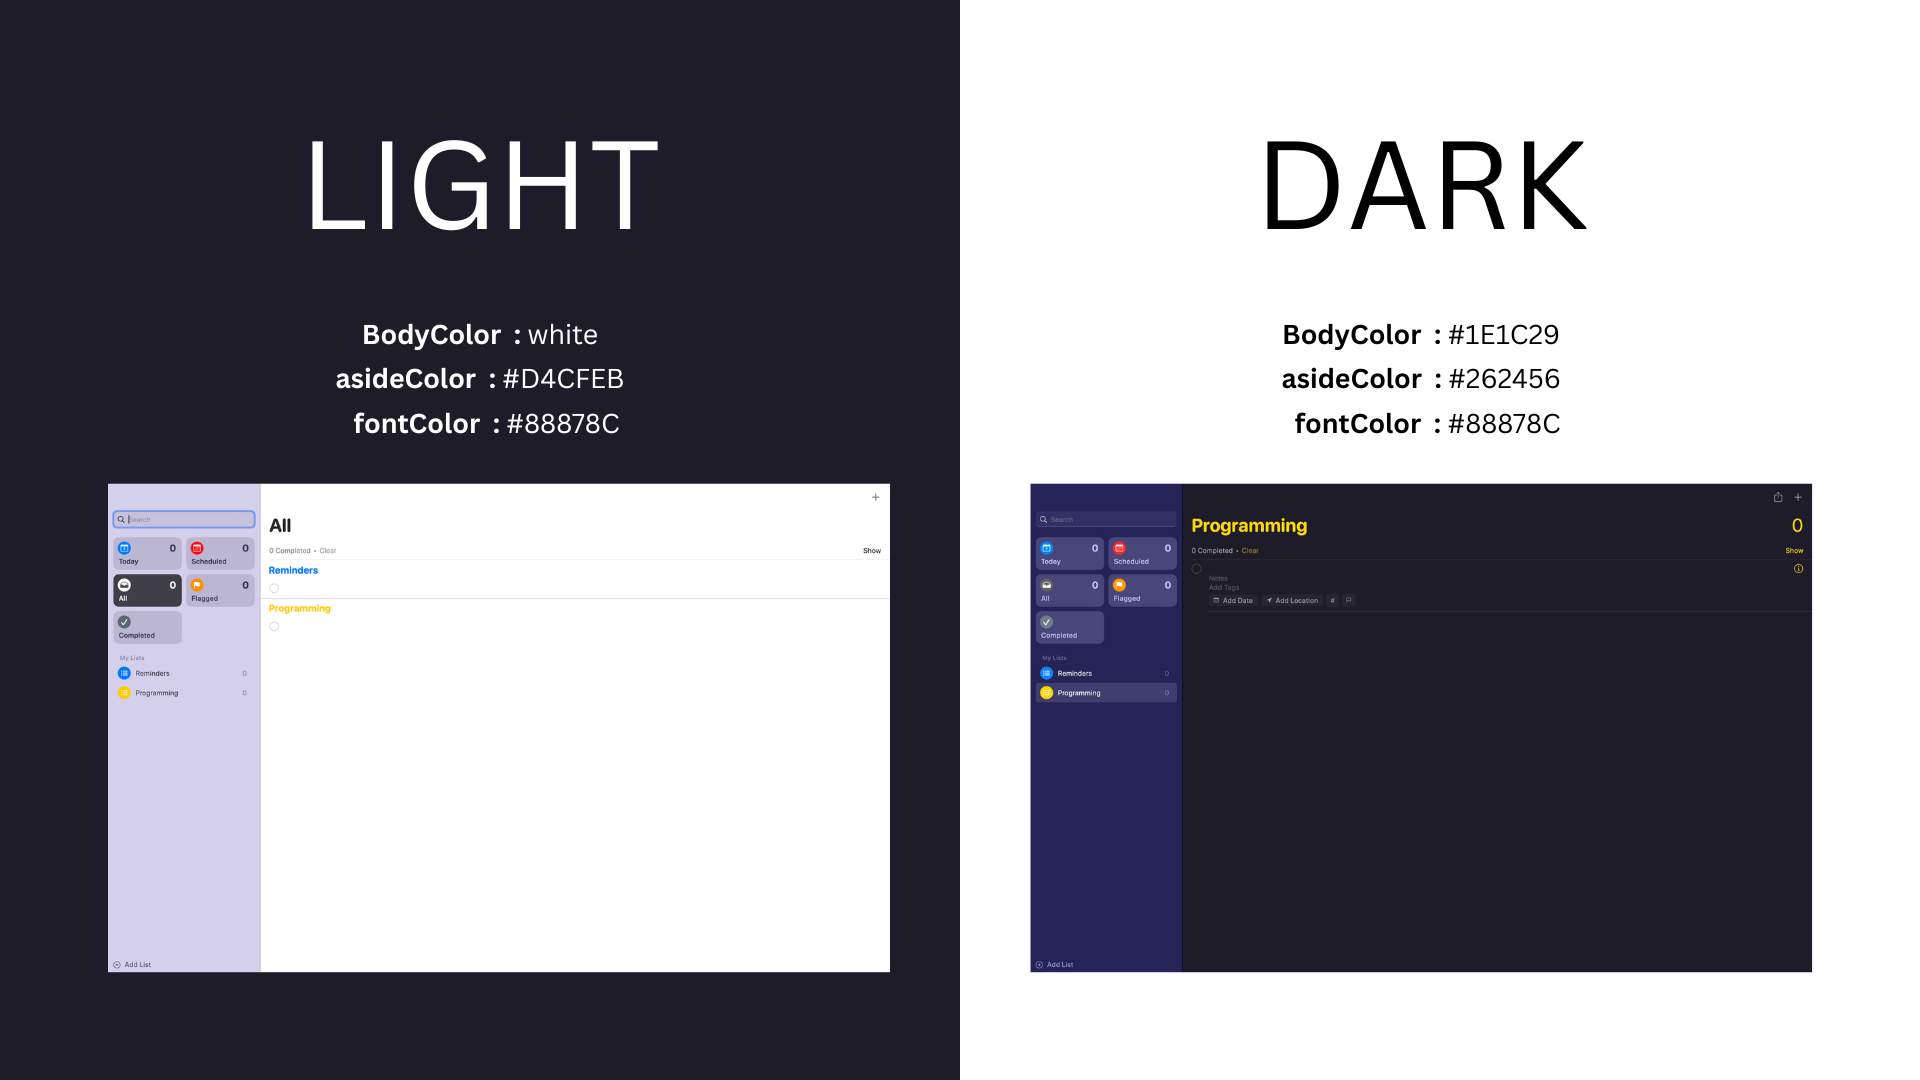 LIGHT
BodyColor : white
asideColor : #D4CFEB
fontColor : #88878C
Search
0
Today
0
Scheduled
0
All
0
Flagged
Completed
My Lists
Reminders 0
Programming 0
Add List
+
All
0 Completed • Clear Show
Reminders
Programming
DARK
BodyColor : #1E1C29
asideColor : #262456
fontColor : #88878C
Search
0
Today
0
Scheduled
0
All
0
Flagged
Completed
My Lists
Reminders 0
Programming 0
Add List
+
Programming 0
0 Completed • Clear Show
Notes
Add Tags
Add Date Add Location #